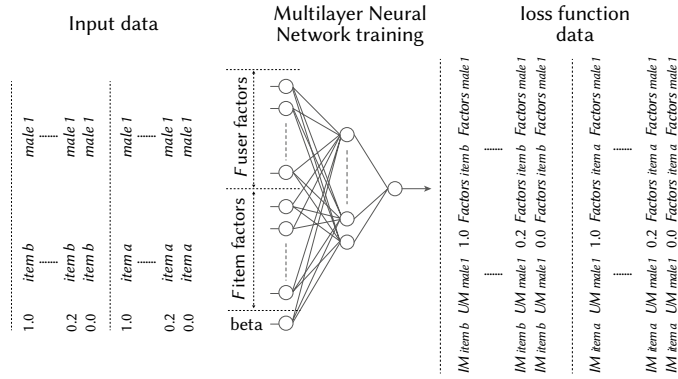 Input data
1.0 item b male 1
0.2 item b male 1
0.0 item b male 1
1.0 item a male 1
0.2 item a male 1
0.0 item a male 1
Multilayer Neural
Network training
F user factors
F item factors
beta
loss function
data
IM item b UM male 1 1.0 Factors item b Factors male 1
IM item b UM male 1 0.2 Factors item b Factors male 1
IM item b UM male 1 0.0 Factors item b Factors male 1
IM item a UM male 1 1.0 Factors item a Factors male 1
IM item a UM male 1 0.2 Factors item a Factors male 1
IM item a UM male 1 0.0 Factors item a Factors male 1